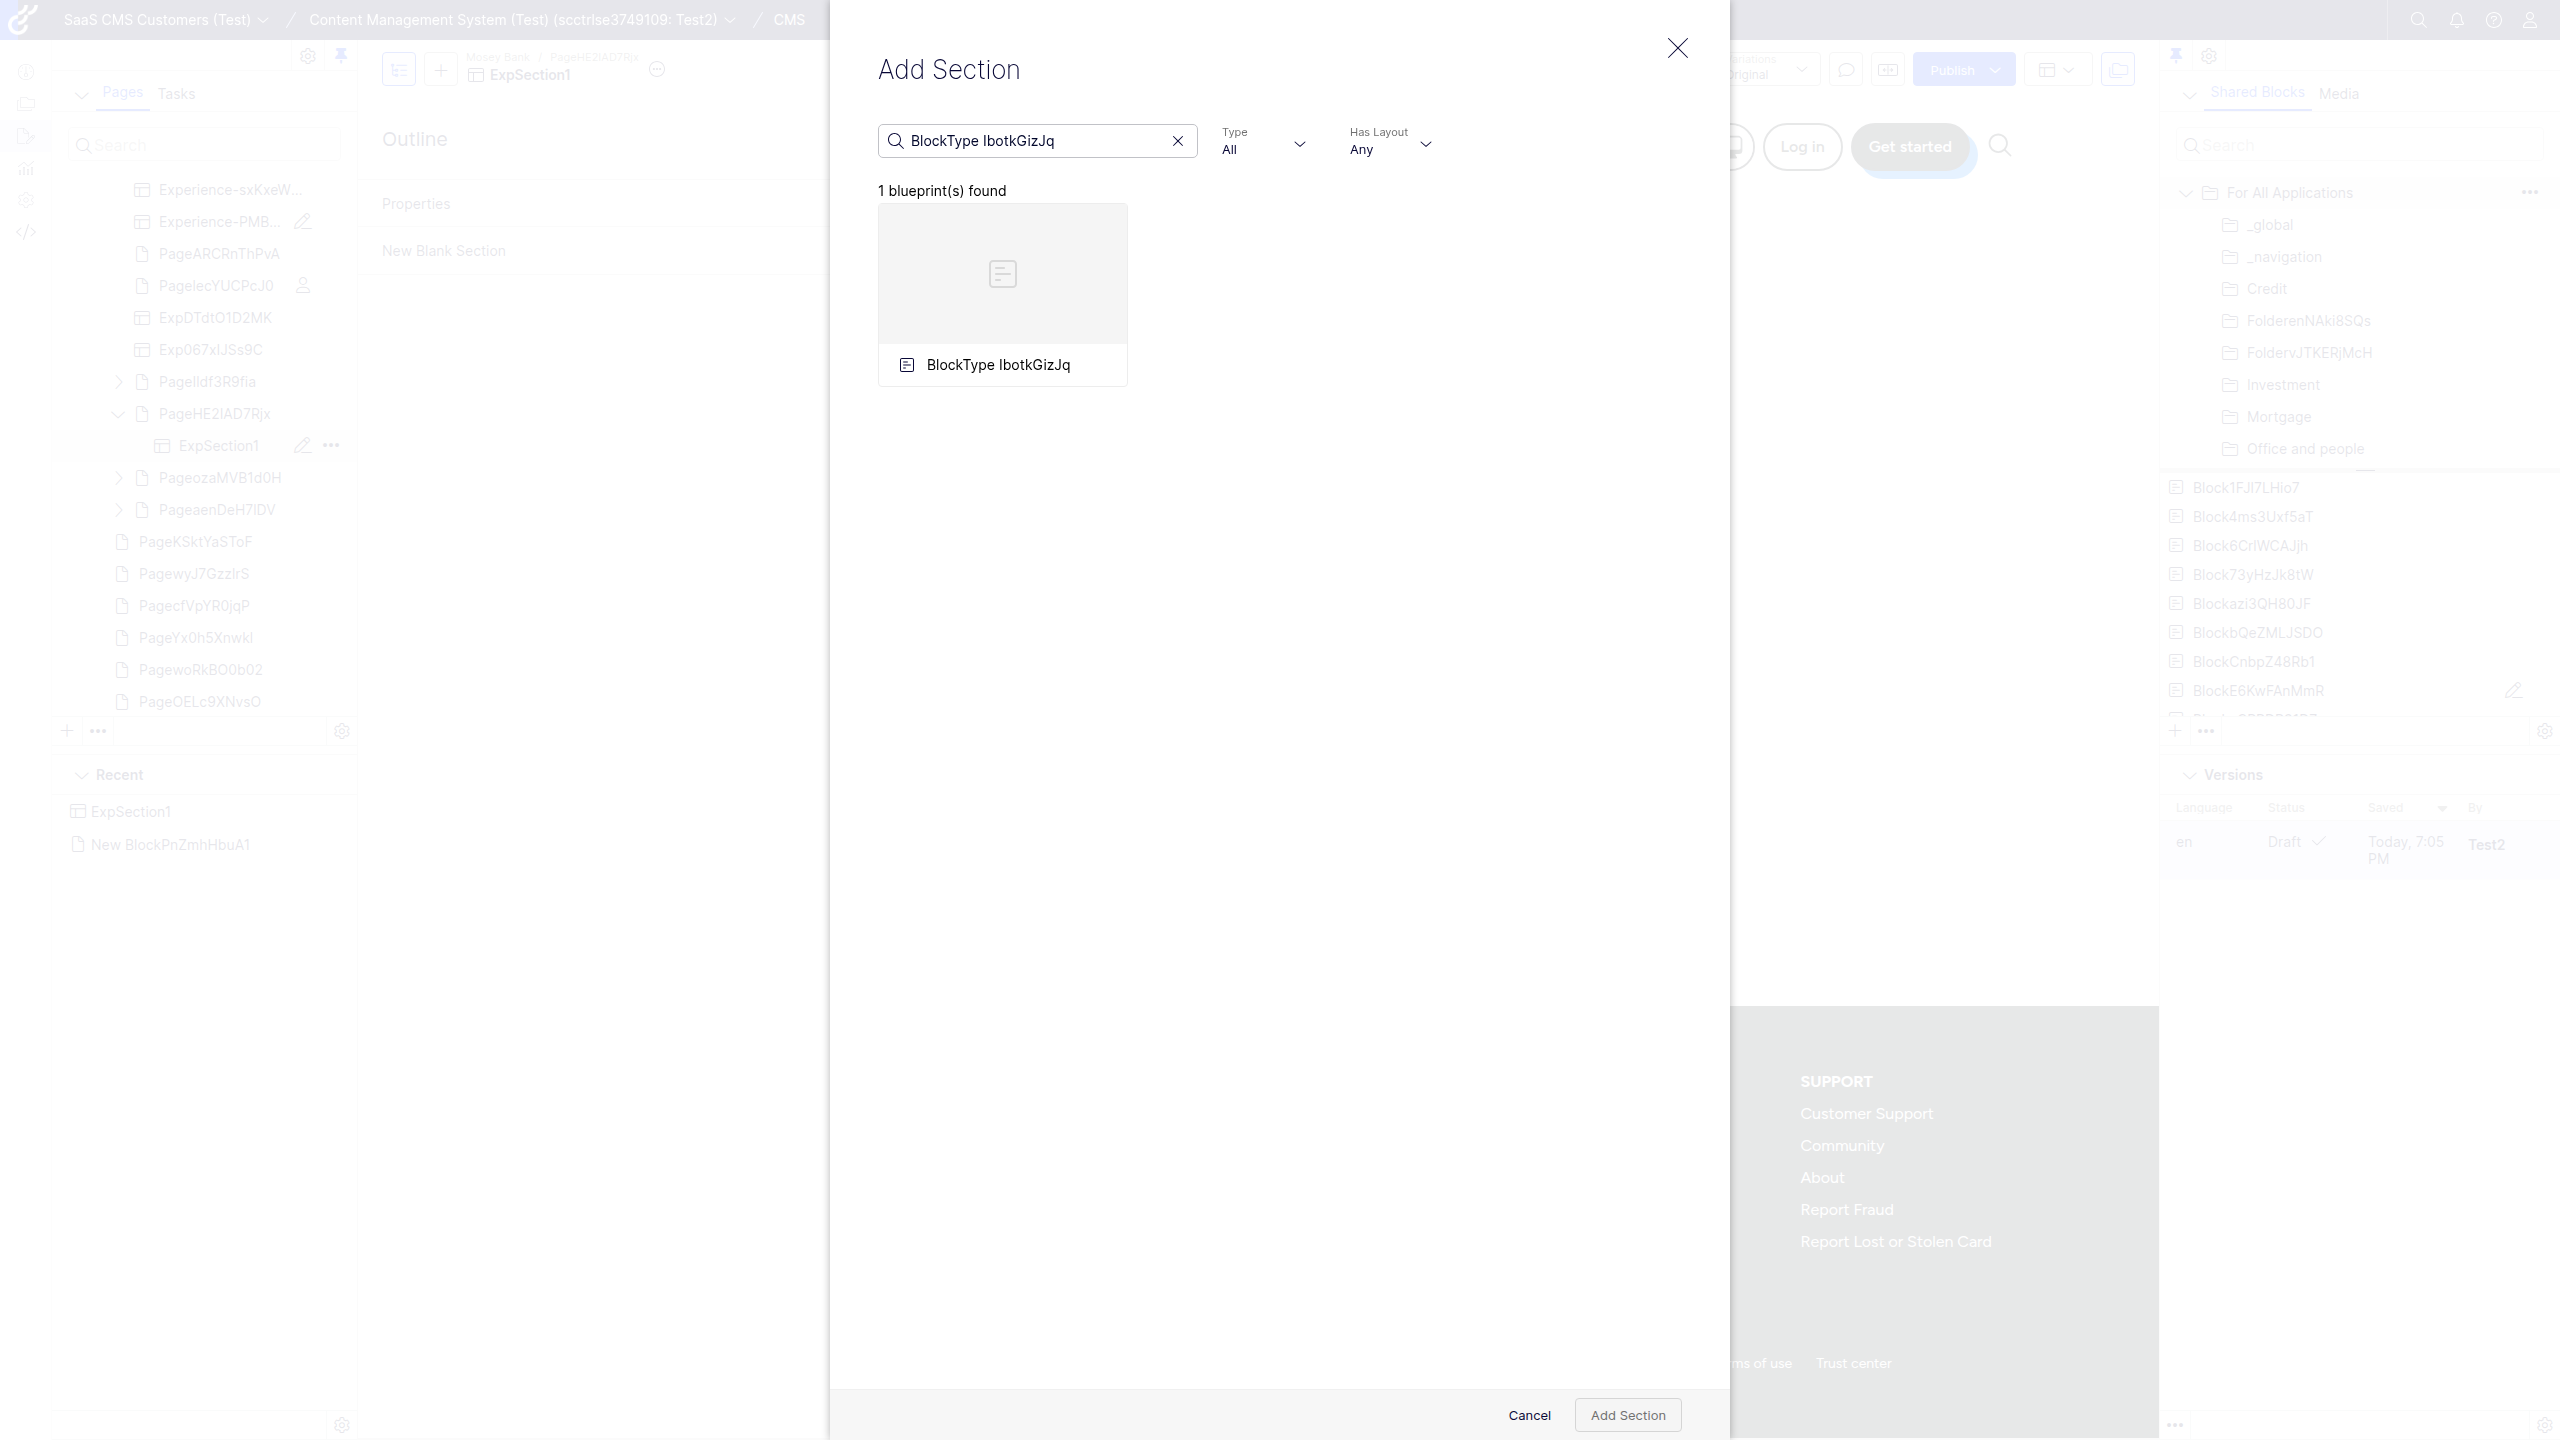 SaaS CMS Customers (Test) / Content Management System (Test) (scctrlse3749109: Test2) / CMS
Pages Tasks
Search
Experience-sxKxeW...
Experience-PMB...
PageARCRnThPvA
PagelecYUCPcJ0
ExpDTdtO1D2MK
Exp067xIJSs9C
PageIldf3R9fia
PageHE2IAD7Rjx
ExpSection1
PageozaMVB1d0H
PageaenDeH7lDV
PageKSktYaSToF
PagewyJ7GzzlrS
PagecfVpYR0jqP
PageYx0h5Xnwkl
PagewoRkBO0b02
PageOELc9XNvsO
Recent
ExpSection1
New BlockPnZmhHbuA1
Mosey Bank / PageHE2IAD7Rjx
ExpSection1
Outline
Properties
New Blank Section
Add Section
BlockType IbotkGizJq
Type
All
Has Layout
Any
1 blueprint(s) found
BlockType IbotkGizJq
Cancel
Add Section
Original
Publish
Log in
Get started
SUPPORT
Customer Support
Community
About
Report Fraud
Report Lost or Stolen Card
ms of use
Trust center
Shared Blocks Media
Search
For All Applications
_global
_navigation
Credit
FolderenNAki8SQs
FoldervJTKERjMcH
Investment
Mortgage
Office and people
Block1FJI7LHio7
Block4ms3Uxf5aT
Block6CrlWCAJjh
Block73yHzJk8tW
Blockazi3QH80JF
BlockbQeZMLJSDO
BlockCnbpZ48Rb1
BlockE6KwFAnMmR
Versions
Language Status Saved By
en Draft Today, 7:05 PM Test2